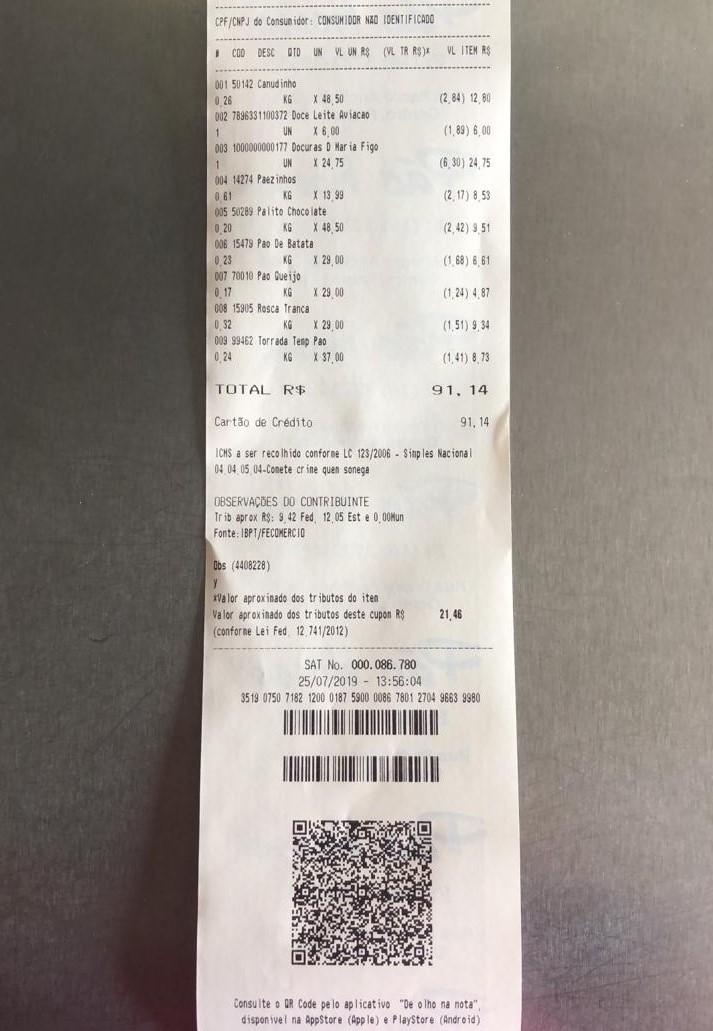 CPF/CNPJ do Consumidor: CONSUMIDOR NAO IDENTIFICADO
# COD DESC QTD UN VL UN R$ (VL TR R$)* VL ITEM R$
001 50142 Canudinho
0,26 KG X 48,50 (2,84) 12,80
002 7896331100372 Doce Leite Aviacao
1 UN X 6,00 (1,89) 6,00
003 1000000000177 Docuras D Maria Figo
1 UN X 24,75 (6,30) 24,75
004 14274 Paezinhos
0,61 KG X 13,99 (2,17) 8,53
005 50289 Palito Chocolate
0,20 KG X 48,50 (2,42) 9,51
006 15479 Pao De Batata
0,23 KG X 29,00 (1,68) 6,61
007 70010 Pao Queijo
0,17 KG X 29,00 (1,24) 4,87
008 15905 Rosca Tranca
0,32 KG X 29,00 (1,51) 9,34
009 99462 Torrada Temp Pao
0,24 KG X 37,00 (1,41) 8,73
TOTAL R$ 91,14
Cartão de Crédito 91,14
ICMS a ser recolhido conforme LC 123/2006 - Simples Nacional
04.04.05.04-Comete crime quem sonega
OBSERVAÇÕES DO CONTRIBUINTE
Trib aprox R$: 9,42 Fed, 12,05 Est e 0,00Mun
Fonte:IBPT/FECOMERCIO
Obs (4408228)
y
*Valor aproximado dos tributos do item
Valor aproximado dos tributos deste cupom R$ 21,46
(conforme Lei Fed. 12.741/2012)
SAT No. 000.086.780
25/07/2019 - 13:56:04
3519 0750 7182 1200 0187 5900 0086 7801 2704 9663 9980
Consulte o QR Code pelo aplicativo "De olho na nota",
disponível na AppStore (Apple) e PlayStore (Android)